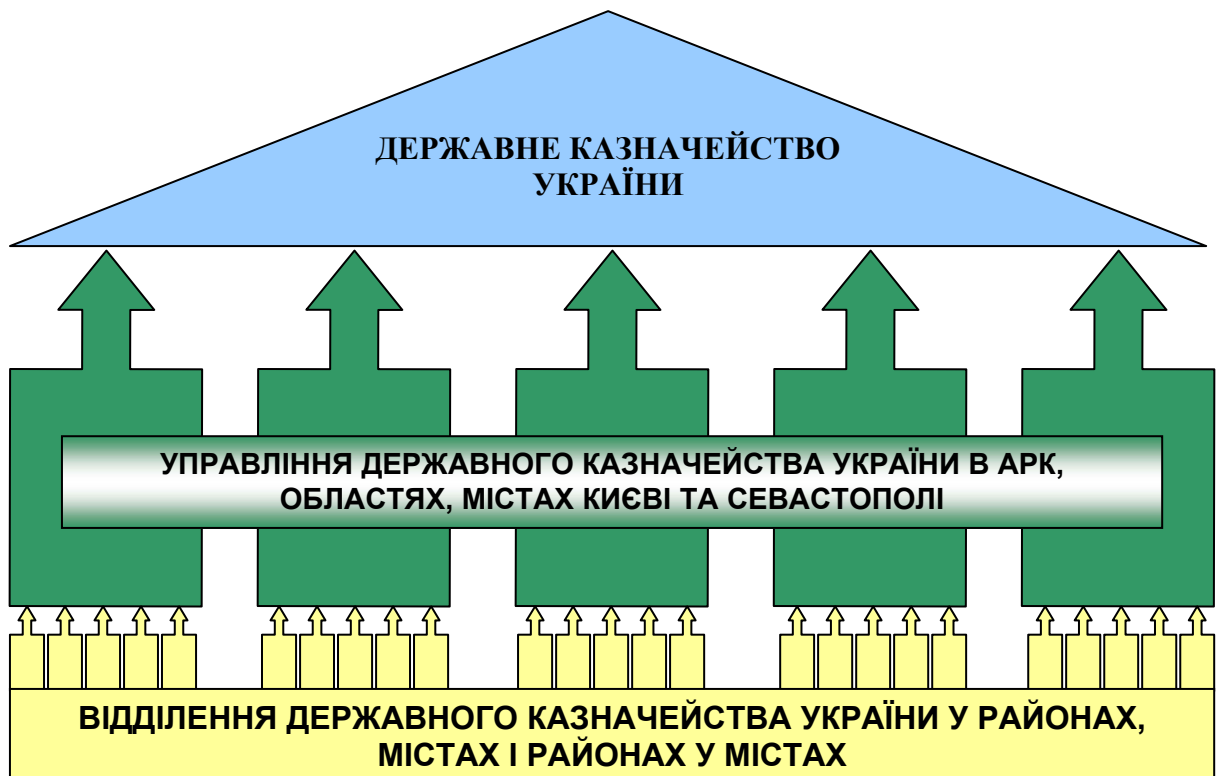 ДЕРЖАВНЕ КАЗНАЧЕЙСТВО
УКРАЇНИ
УПРАВЛІННЯ ДЕРЖАВНОГО КАЗНАЧЕЙСТВА УКРАЇНИ В АРК,
ОБЛАСТЯХ, МІСТАХ КИЄВІ ТА СЕВАСТОПОЛІ
ВІДДІЛЕННЯ ДЕРЖАВНОГО КАЗНАЧЕЙСТВА УКРАЇНИ У РАЙОНАХ,
МІСТАХ І РАЙОНАХ У МІСТАХ